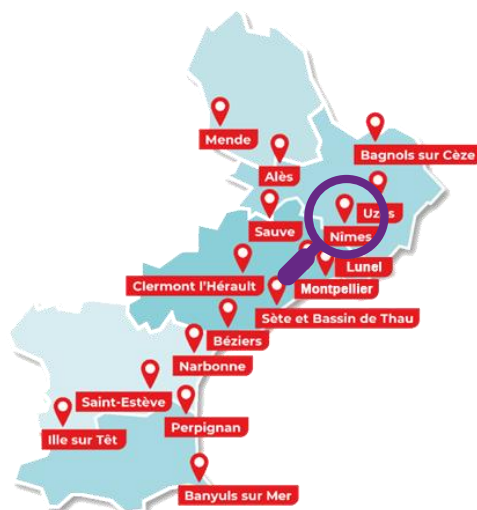 Mende
Bagnols sur Cèze
Alès
Uzès
Sauve
Nîmes
Lunel
Clermont l'Hérault
Montpellier
Sète et Bassin de Thau
Béziers
Narbonne
Saint-Estève
Perpignan
Ille sur Têt
Banyuls sur Mer